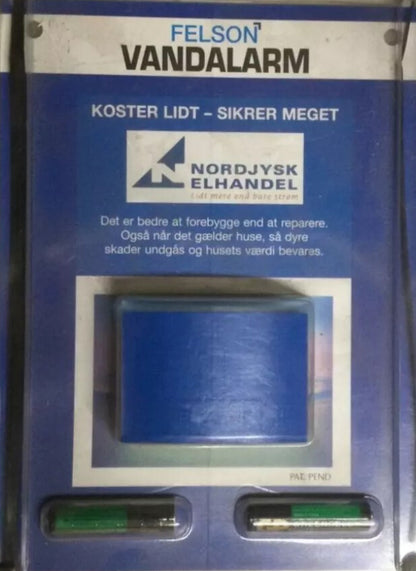 FELSON
VANDALARM
KOSTER LIDT – SIKRER MEGET
N NORDJYSK
ELHANDEL
Lidt mere end bare strøm
Det er bedre at forebygge end at reparere.
Også når det gælder huse, så dyre
skader undgås og husets værdi bevares.
PAT. PEND